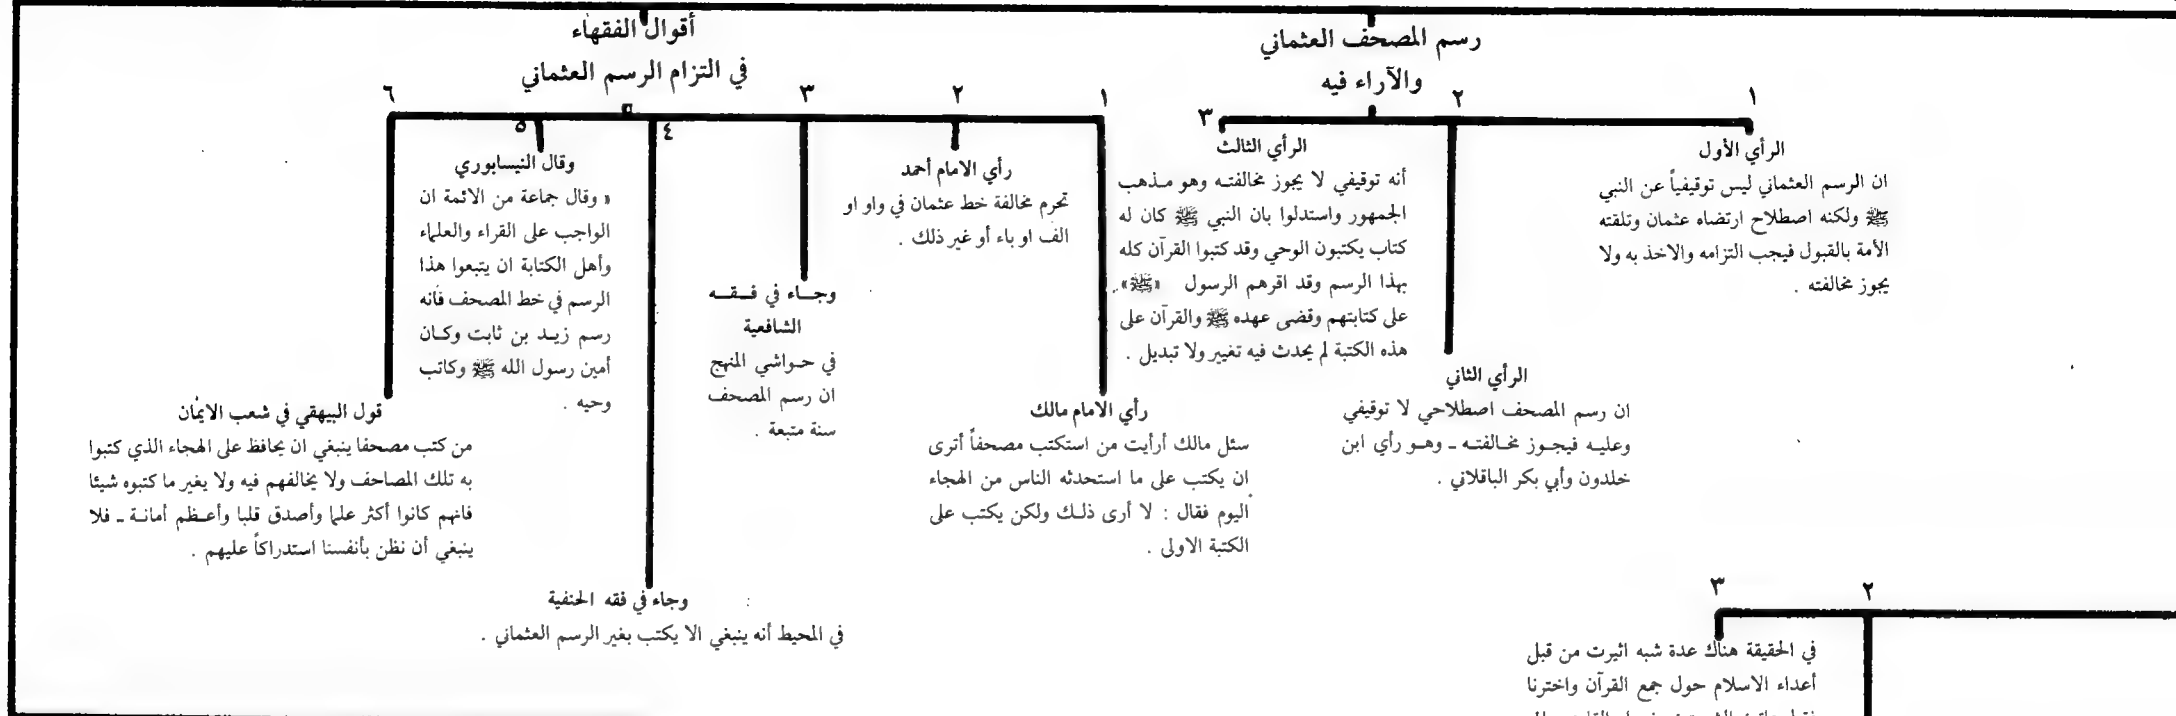 رسم المصحف العثماني
والآراء فيه
١
٢
٣
الرأي الأول
ان الرسم العثماني ليس توقيفياً عن النبي
ﷺ ولكنه اصطلاح ارتضاه عثمان وتلقته
الأمة بالقبول فيجب التزامه والاخذ به ولا
يجوز مخالفته .
الرأي الثاني
ان رسم المصحف اصطلاحي لا توقيفي
وعليه فيجوز مخالفته - وهو رأي ابن
خلدون وأبي بكر الباقلاني .
الرأي الثالث
أنه توقيفي لا يجوز مخالفته وهو مذهب
الجمهور واستدلوا بان النبي ﷺ كان له
كتاب يكتبون الوحي وقد كتبوا القرآن كله
بهذا الرسم وقد اقرهم الرسول «ﷺ»
على كتابتهم وقضى عهده ﷺ والقرآن على
هذه الكتبة لم يحدث فيه تغيير ولا تبديل .
أقوال الفقهاء
في التزام الرسم العثماني
١
٢
٣
٤
٥
٦
رأي الامام مالك
سئل مالك أرأيت من استكتب مصحفاً أترى
ان يكتب على ما استحدثه الناس من الهجاء
اليوم فقال : لا أرى ذلك ولكن يكتب على
الكتبة الاولى .
رأي الامام أحمد
تحرم مخالفة خط عثمان في واو او
الف او باء أو غير ذلك .
وجاء في فقه
الشافعية
في حواشي المنهج
ان رسم المصحف
سنة متبعة .
وجاء في فقه الحنفية
في المحيط أنه ينبغي الا يكتب بغير الرسم العثماني .
وقال النيسابوري
« وقال جماعة من الائمة ان
الواجب على القراء والعلماء
وأهل الكتابة ان يتبعوا هذا
الرسم في خط المصحف فأنه
رسم زيد بن ثابت وكان
أمين رسول الله ﷺ وكاتب
وحيه .
قول البيهقي في شعب الايمان
من كتب مصحفا ينبغي ان يحافظ على الهجاء الذي كتبوا
به تلك المصاحف ولا يخالفهم فيه ولا يغير ما كتبوه شيئا
فانهم كانوا أكثر علما وأصدق قلبا وأعظم أمانة - فلا
ينبغي أن نظن بأنفسنا استدراكاً عليهم .
٢
٣
في الحقيقة هناك عدة شبه اثيرت من قبل
أعداء الاسلام حول جمع القرآن واخترنا